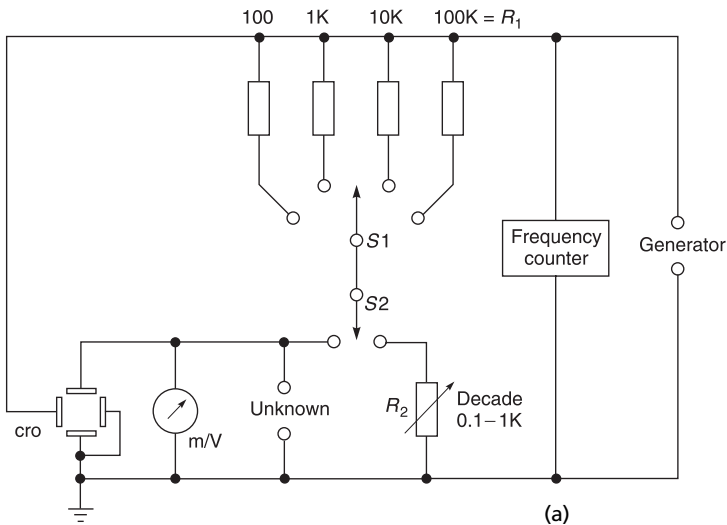 100 1K 10K 100K = R1
S1
S2
Frequency
counter
Generator
Unknown
R2
Decade
0.1–1K
cro
m/V
(a)